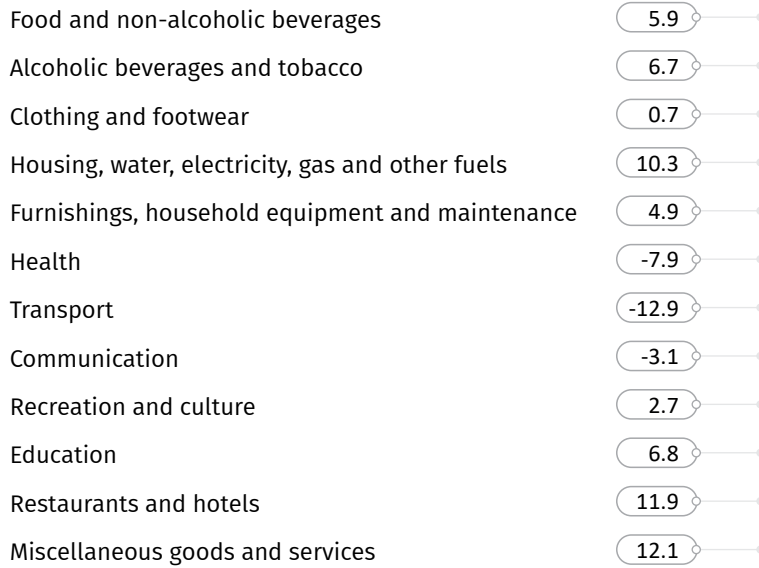 Food and non-alcoholic beverages 5.9
Alcoholic beverages and tobacco 6.7
Clothing and footwear 0.7
Housing, water, electricity, gas and other fuels 10.3
Furnishings, household equipment and maintenance 4.9
Health -7.9
Transport -12.9
Communication -3.1
Recreation and culture 2.7
Education 6.8
Restaurants and hotels 11.9
Miscellaneous goods and services 12.1